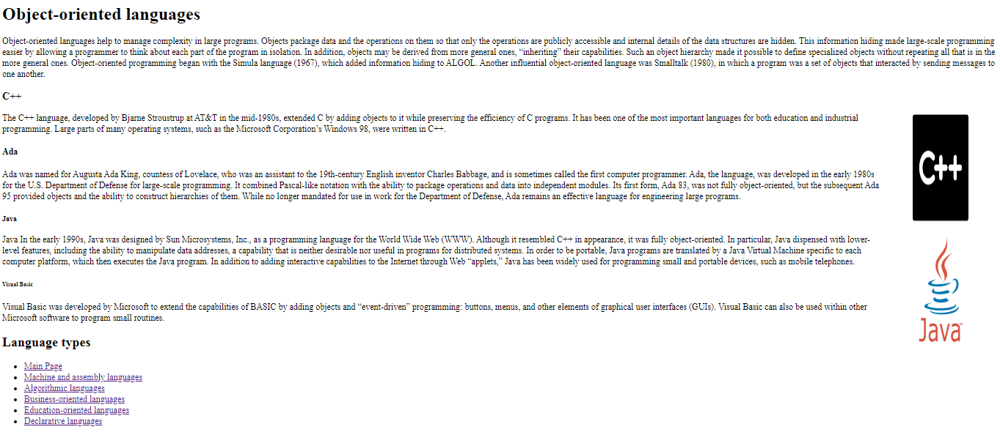 Object-oriented languages
Object-oriented languages help to manage complexity in large programs. Objects package data and the operations on them so that only the operations are publicly accessible and internal details of the data structures are hidden. This information hiding made large-scale programming
easier by allowing a programmer to think about each part of the program in isolation. In addition, objects may be derived from more general ones, “inheriting” their capabilities. Such an object hierarchy made it possible to define specialized objects without repeating all that is in the
more general ones. Object-oriented programming began with the Simula language (1967), which added information hiding to ALGOL. Another influential object-oriented language was Smalltalk (1980), in which a program was a set of objects that interacted by sending messages to
one another.
C++
The C++ language, developed by Bjarne Stroustrup at AT&T in the mid-1980s, extended C by adding objects to it while preserving the efficiency of C programs. It has been one of the most important languages for both education and industrial
programming. Large parts of many operating systems, such as the Microsoft Corporation’s Windows 98, were written in C++.
Ada
Ada was named for Augusta Ada King, countess of Lovelace, who was an assistant to the 19th-century English inventor Charles Babbage, and is sometimes called the first computer programmer. Ada, the language, was developed in the early 1980s
for the U.S. Department of Defense for large-scale programming. It combined Pascal-like notation with the ability to package operations and data into independent modules. Its first form, Ada 83, was not fully object-oriented, but the subsequent Ada
95 provided objects and the ability to construct hierarchies of them. While no longer mandated for use in work for the Department of Defense, Ada remains an effective language for engineering large programs.
Java
Java In the early 1990s, Java was designed by Sun Microsystems, Inc., as a programming language for the World Wide Web (WWW). Although it resembled C++ in appearance, it was fully object-oriented. In particular, Java dispensed with lower-
level features, including the ability to manipulate data addresses, a capability that is neither desirable nor useful in programs for distributed systems. In order to be portable, Java programs are translated by a Java Virtual Machine specific to each
computer platform, which then executes the Java program. In addition to adding interactive capabilities to the Internet through Web “applets,” Java has been widely used for programming small and portable devices, such as mobile telephones.
Visual Basic
Visual Basic was developed by Microsoft to extend the capabilities of BASIC by adding objects and “event-driven” programming: buttons, menus, and other elements of graphical user interfaces (GUIs). Visual Basic can also be used within other
Microsoft software to program small routines.
C++
Java
Language types
Main Page
Machine and assembly languages
Algorithmic languages
Business-oriented languages
Education-oriented languages
Declarative languages